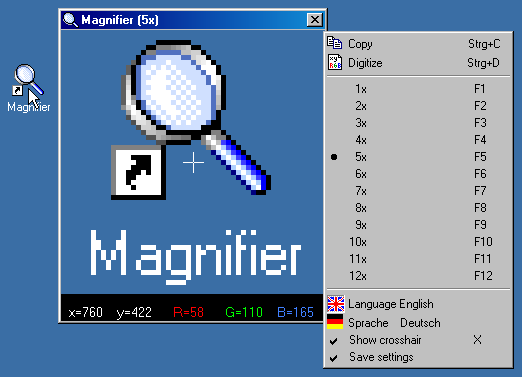 Magnifier (5x)
Magnifier
Magnifier
x=760 y=422 R=58 G=110 B=165
Copy Strg+C
Digitize Strg+D
1x F1
2x F2
3x F3
4x F4
5x F5
6x F6
7x F7
8x F8
9x F9
10x F10
11x F11
12x F12
Language English
Sprache Deutsch
Show crosshair X
Save settings